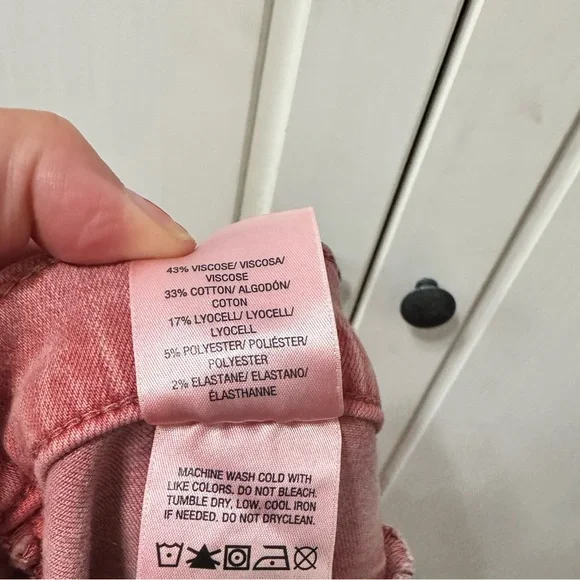 43% VISCOSE/ VISCOSA/
VISCOSE
33% COTTON/ ALGODÓN/
COTON
17% LYOCELL/ LYOCELL/
LYOCELL
5% POLYESTER/ POLIÉSTER/
POLYESTER
2% ELASTANE/ ELASTANO/
ÉLASTHANNE
MACHINE WASH COLD WITH
LIKE COLORS. DO NOT BLEACH.
TUMBLE DRY, LOW. COOL IRON
IF NEEDED. DO NOT DRYCLEAN.